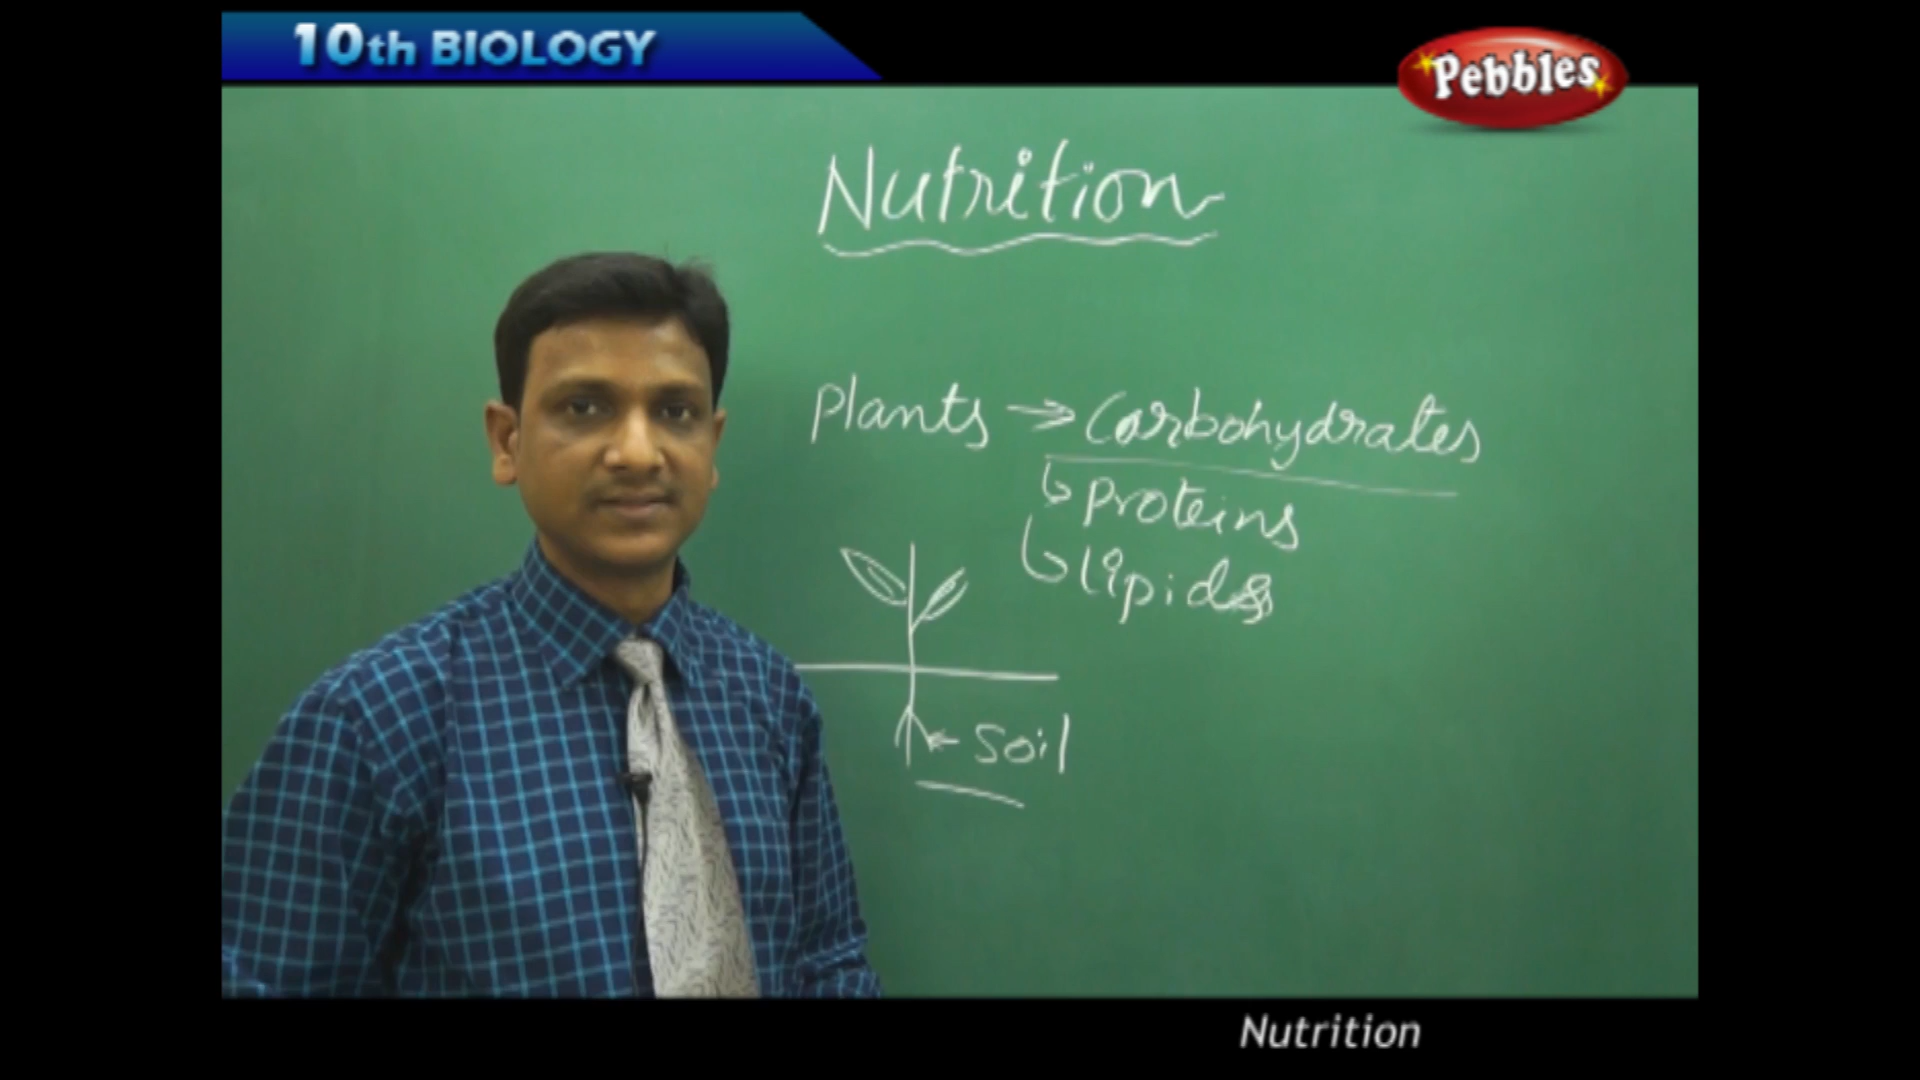 10th BIOLOGY
Pebbles
Nutrition
Plants → Carbohydrates
↳ Proteins
↳ Lipids
← Soil
Nutrition